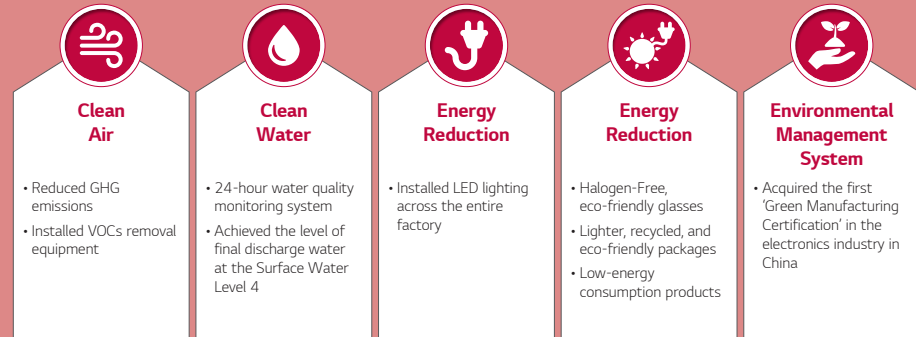 Clean
Air
• Reduced GHG
emissions
• Installed VOCs removal
equipment
Clean
Water
• 24-hour water quality
monitoring system
• Achieved the level of
final discharge water
at the Surface Water
Level 4
Energy
Reduction
• Installed LED lighting
across the entire
factory
Energy
Reduction
• Halogen-Free,
eco-friendly glasses
• Lighter, recycled, and
eco-friendly packages
• Low-energy
consumption products
Environmental
Management
System
• Acquired the first
‘Green Manufacturing
Certification’ in the
electronics industry in
China